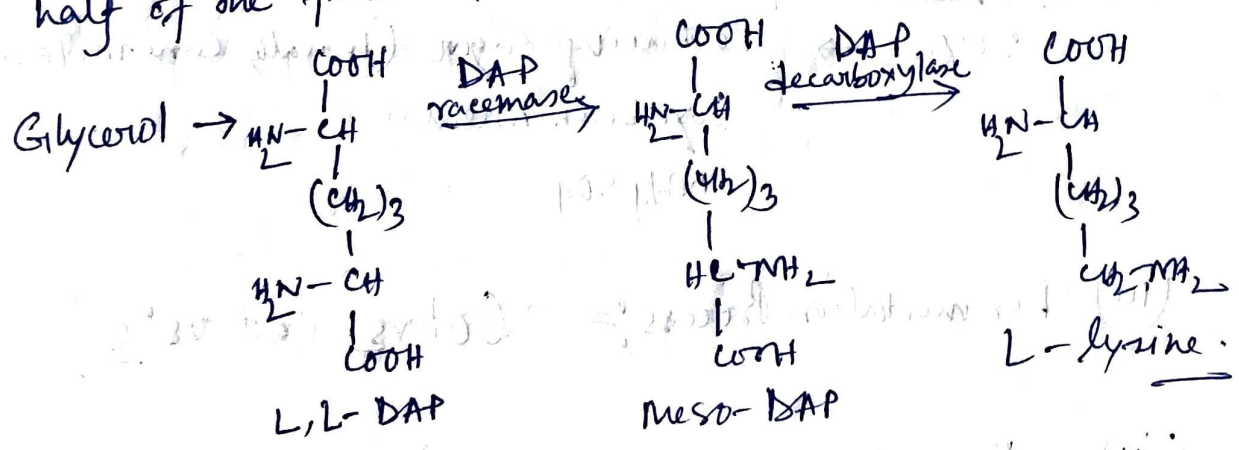 half of one
Glycerol →
COOH
H2N-CH
(CH2)3
H2N-CH
COOH
L,L-DAP
DAP
racemase
COOH
H2N-CH
(CH2)3
HC-NH2
COOH
Meso-DAP
DAP
decarboxylase
COOH
H2N-CH
(CH2)3
CH2-NH2
L-lysine.